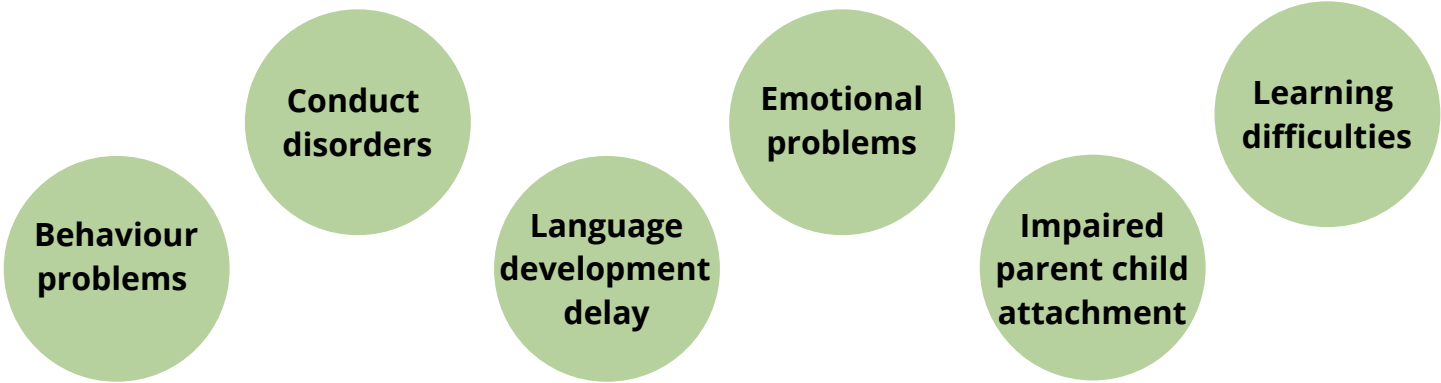 Behaviour
problems
Conduct
disorders
Language
development
delay
Emotional
problems
Impaired
parent child
attachment
Learning
difficulties